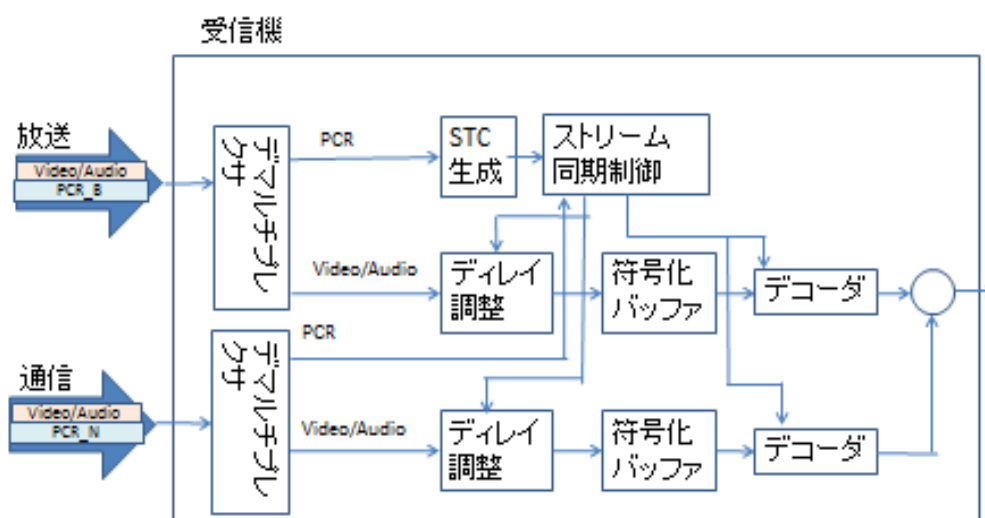 受信機
放送
Video/Audio
PCR_B
デマルチプレ
クサ
PCR
STC
生成
ストリーム
同期制御
Video/Audio
ディレイ
調整
符号化
バッファ
デコーダ
通信
Video/Audio
PCR_N
デマルチプレ
クサ
PCR
Video/Audio
ディレイ
調整
符号化
バッファ
デコーダ